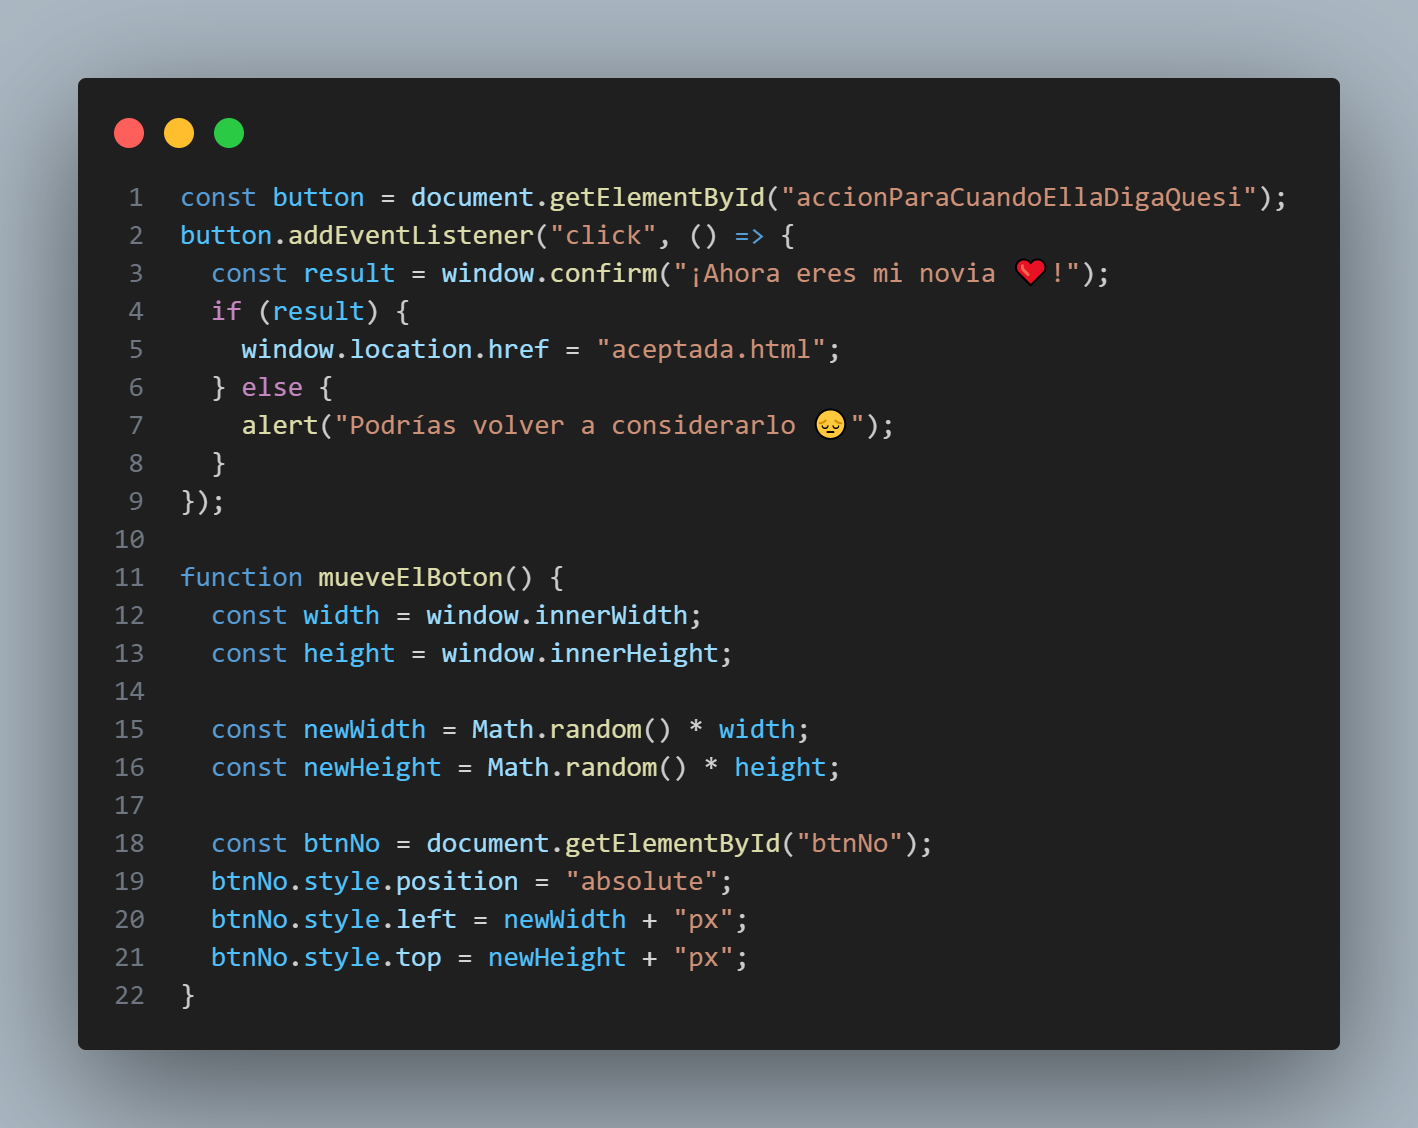 1 const button = document.getElementById("accionParaCuandoEllaDigaQuesi");
2 button.addEventListener("click", () => {
3   const result = window.confirm("¡Ahora eres mi novia ❤️!");
4   if (result) {
5     window.location.href = "aceptada.html";
6   } else {
7     alert("Podrías volver a considerarlo 😔");
8   }
9 });
10
11 function mueveElBoton() {
12   const width = window.innerWidth;
13   const height = window.innerHeight;
14
15   const newWidth = Math.random() * width;
16   const newHeight = Math.random() * height;
17
18   const btnNo = document.getElementById("btnNo");
19   btnNo.style.position = "absolute";
20   btnNo.style.left = newWidth + "px";
21   btnNo.style.top = newHeight + "px";
22 }